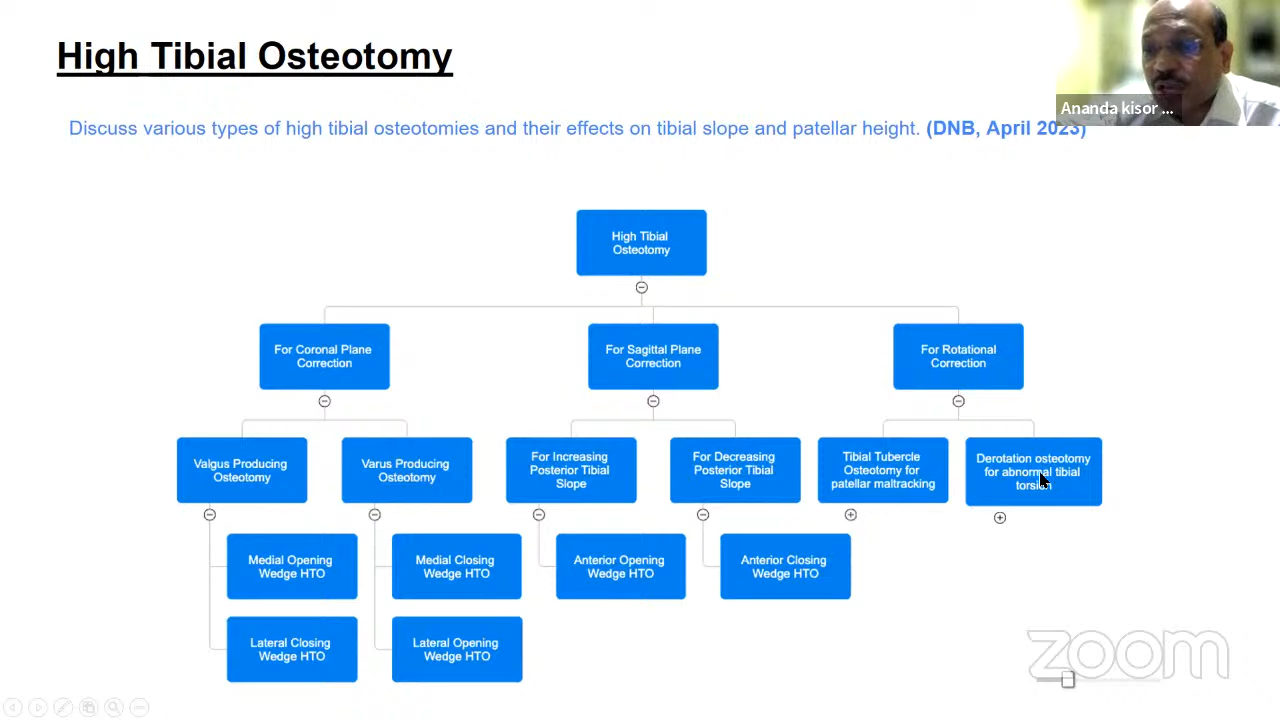 High Tibial Osteotomy
Ananda kisor ...
Discuss various types of high tibial osteotomies and their effects on tibial slope and patellar height. (DNB, April 2023)
High Tibial
Osteotomy
For Coronal Plane
Correction
For Sagittal Plane
Correction
For Rotational
Correction
Valgus Producing
Osteotomy
Varus Producing
Osteotomy
For Increasing
Posterior Tibial
Slope
For Decreasing
Posterior Tibial
Slope
Tibial Tubercle
Osteotomy for
patellar maltracking
Derotation osteotomy
for abnormal tibial
torsion
Medial Opening
Wedge HTO
Medial Closing
Wedge HTO
Anterior Opening
Wedge HTO
Anterior Closing
Wedge HTO
Lateral Closing
Wedge HTO
Lateral Opening
Wedge HTO
zoom